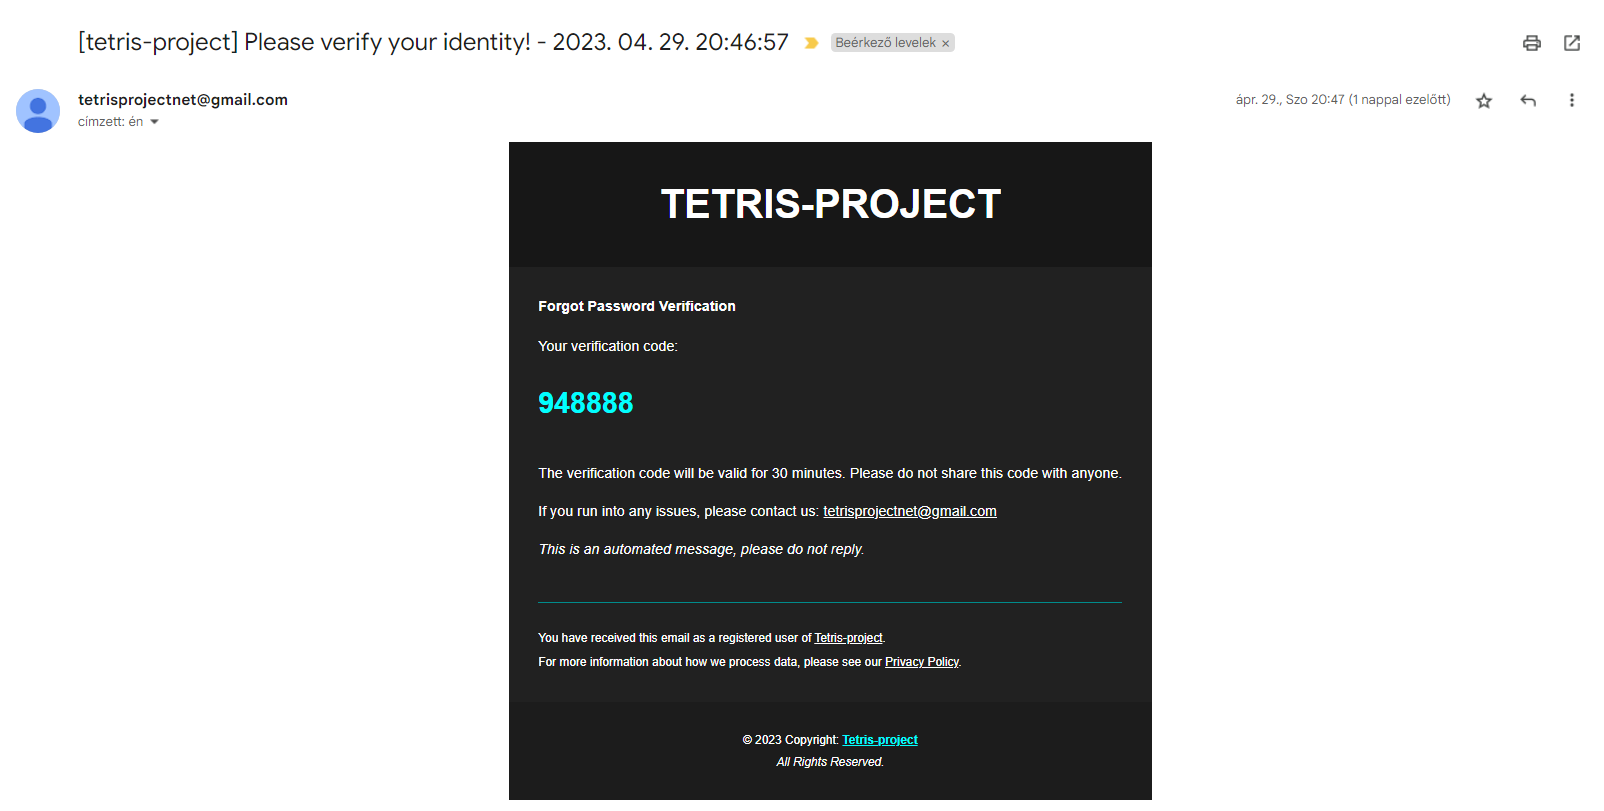 [tetris-project] Please verify your identity! - 2023. 04. 29. 20:46:57 Beérkező levelek ×
tetrisprojectnet@gmail.com
ápr. 29., Szo 20:47 (1 nappal ezelőtt)
címzett: én
TETRIS-PROJECT
Forgot Password Verification
Your verification code:
948888
The verification code will be valid for 30 minutes. Please do not share this code with anyone.
If you run into any issues, please contact us: tetrisprojectnet@gmail.com
This is an automated message, please do not reply.
You have received this email as a registered user of Tetris-project.
For more information about how we process data, please see our Privacy Policy.
© 2023 Copyright: Tetris-project
All Rights Reserved.